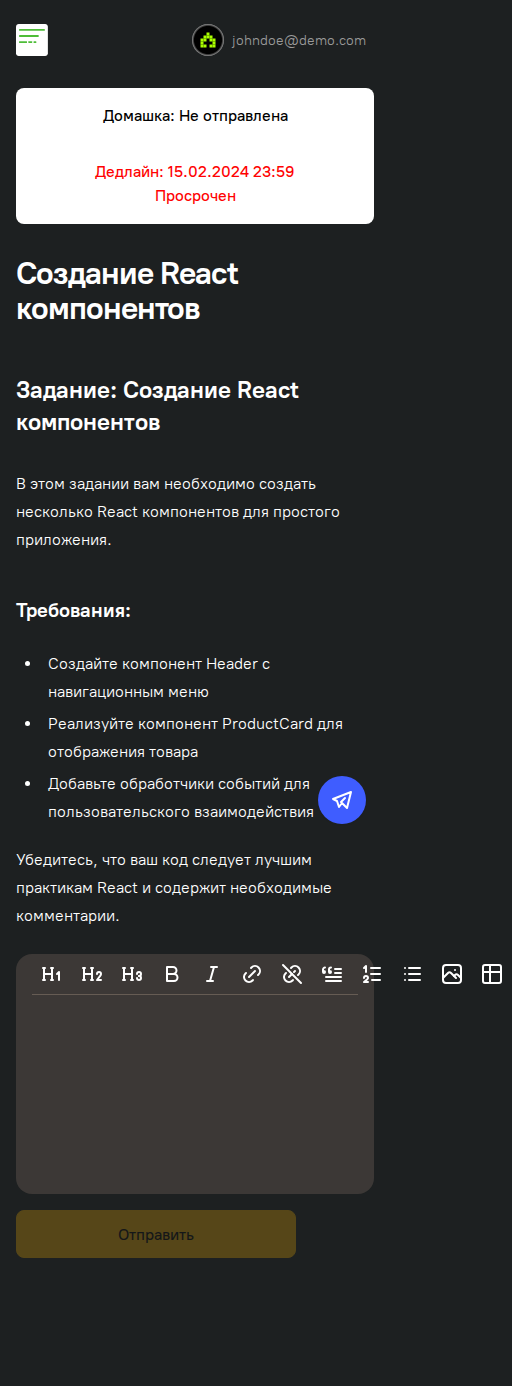 johndoe@demo.com
Домашка: Не отправлена
Дедлайн: 15.02.2024 23:59
Просрочен
Создание React
компонентов
Задание: Создание React
компонентов
В этом задании вам необходимо создать
несколько React компонентов для простого
приложения.
Требования:
Создайте компонент Header с
навигационным меню
Реализуйте компонент ProductCard для
отображения товара
Добавьте обработчики событий для
пользовательского взаимодействия
Убедитесь, что ваш код следует лучшим
практикам React и содержит необходимые
комментарии.
H1 H2 H3 B I
Отправить